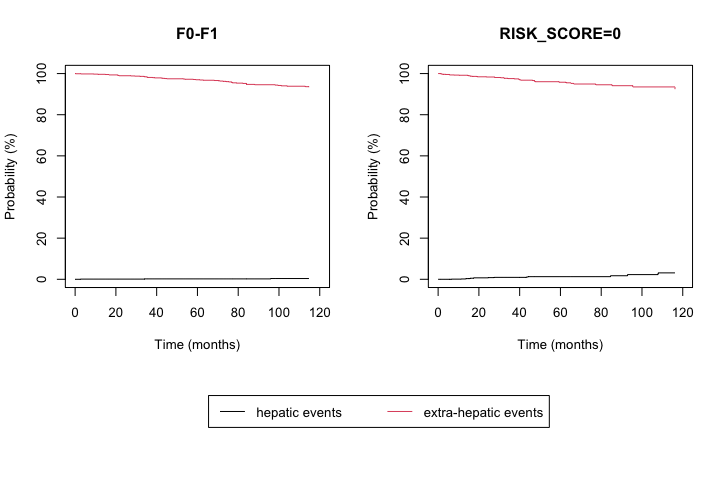 F0-F1
RISK_SCORE=0
Probability (%)
100
80
60
40
20
0
0 20 40 60 80 100 120
Time (months)
Probability (%)
100
80
60
40
20
0
0 20 40 60 80 100 120
Time (months)
hepatic events
extra-hepatic events